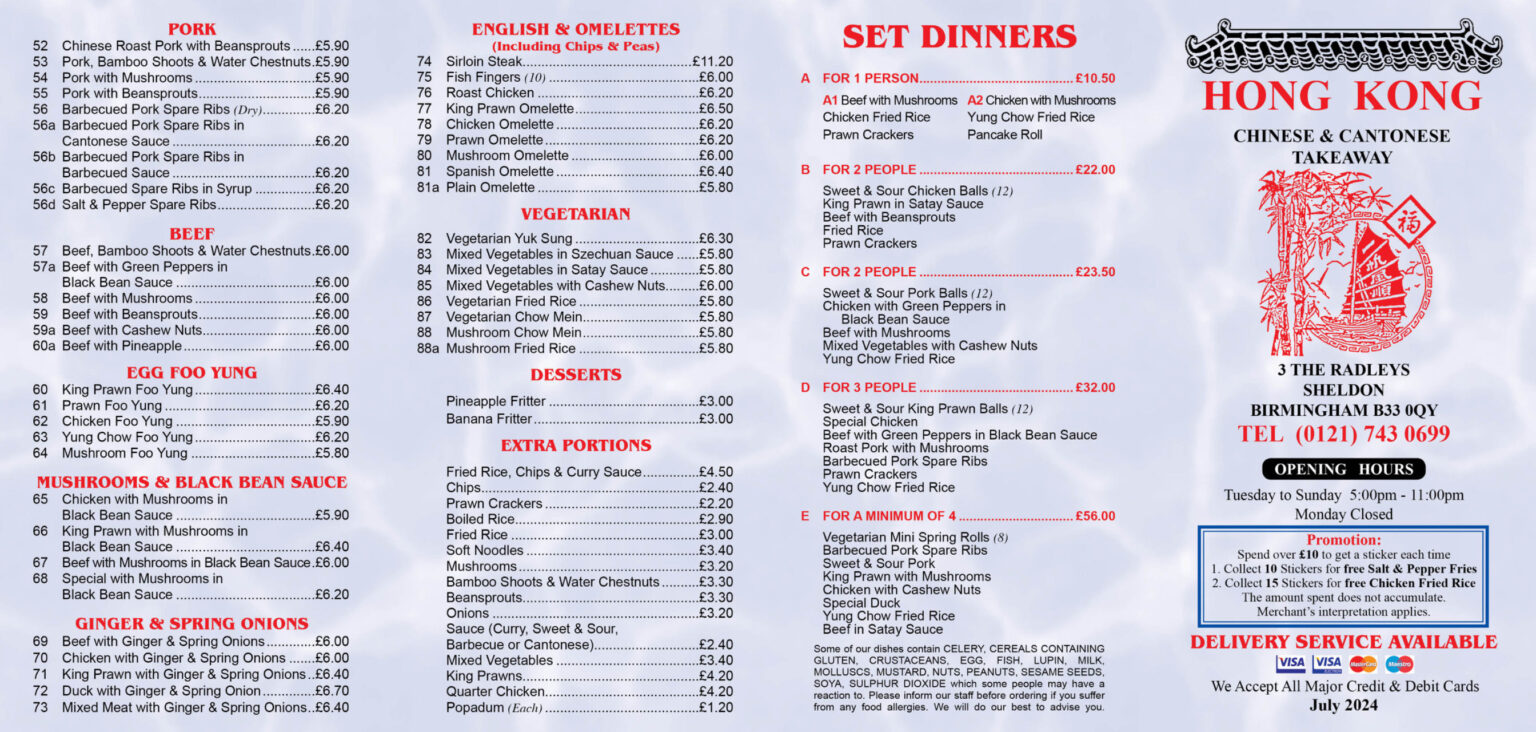 PORK
52 Chinese Roast Pork with Beansprouts ......£5.90
53 Pork, Bamboo Shoots & Water Chestnuts.£5.90
54 Pork with Mushrooms ........................£5.90
55 Pork with Beansprouts........................£5.90
56 Barbecued Pork Spare Ribs (Dry)...........£6.20
56a Barbecued Pork Spare Ribs in
Cantonese Sauce ............................£6.20
56b Barbecued Pork Spare Ribs in
Barbecued Sauce............................£6.20
56c Barbecued Spare Ribs in Syrup ............£6.20
56d Salt & Pepper Spare Ribs....................£6.20
BEEF
57 Beef, Bamboo Shoots & Water Chestnuts.£6.00
57a Beef with Green Peppers in
Black Bean Sauce ............................£6.00
58 Beef with Mushrooms ........................£6.00
59 Beef with Beansprouts........................£6.00
59a Beef with Cashew Nuts.......................£6.00
60a Beef with Pineapple...........................£6.00
EGG FOO YUNG
60 King Prawn Foo Yung ........................£6.40
61 Prawn Foo Yung ..............................£6.20
62 Chicken Foo Yung ............................£5.90
63 Yung Chow Foo Yung........................£6.20
64 Mushroom Foo Yung ........................£5.80
MUSHROOMS & BLACK BEAN SAUCE
65 Chicken with Mushrooms in
Black Bean Sauce ............................£5.90
66 King Prawn with Mushrooms in
Black Bean Sauce ............................£6.40
67 Beef with Mushrooms in Black Bean Sauce.£6.00
68 Special with Mushrooms in
Black Bean Sauce ............................£6.20
GINGER & SPRING ONIONS
69 Beef with Ginger & Spring Onions ..........£6.00
70 Chicken with Ginger & Spring Onions ......£6.00
71 King Prawn with Ginger & Spring Onions..£6.40
72 Duck with Ginger & Spring Onion............£6.70
73 Mixed Meat with Ginger & Spring Onions..£6.40
ENGLISH & OMELETTES
(Including Chips & Peas)
74 Sirloin Steak....................................£11.20
75 Fish Fingers (10) ..............................£6.00
76 Roast Chicken .................................£6.20
77 King Prawn Omelette.........................£6.50
78 Chicken Omelette .............................£6.20
79 Prawn Omelette................................£6.20
80 Mushroom Omelette ..........................£6.00
81 Spanish Omelette .............................£6.40
81a Plain Omelette .................................£5.80
VEGETARIAN
82 Vegetarian Yuk Sung ..........................£6.30
83 Mixed Vegetables in Szechuan Sauce .....£5.80
84 Mixed Vegetables in Satay Sauce ...........£5.80
85 Mixed Vegetables with Cashew Nuts........£6.00
86 Vegetarian Fried Rice .........................£5.80
87 Vegetarian Chow Mein........................£5.80
88 Mushroom Chow Mein........................£5.80
88a Mushroom Fried Rice .........................£5.80
DESSERTS
Pineapple Fritter ................................£3.00
Banana Fritter...................................£3.00
EXTRA PORTIONS
Fried Rice, Chips & Curry Sauce.............£4.50
Chips..............................................£2.40
Prawn Crackers .................................£2.20
Boiled Rice.......................................£2.90
Fried Rice ........................................£3.00
Soft Noodles .....................................£3.40
Mushrooms.......................................£3.20
Bamboo Shoots & Water Chestnuts .........£3.30
Beansprouts......................................£3.30
Onions ............................................£3.20
Sauce (Curry, Sweet & Sour,
Barbecue or Cantonese).......................£2.40
Mixed Vegetables ...............................£3.40
King Prawns......................................£4.20
Quarter Chicken.................................£4.20
Popadum (Each) ................................£1.20
SET DINNERS
A FOR 1 PERSON.......................................£10.50
A1 Beef with Mushrooms A2 Chicken with Mushrooms
Chicken Fried Rice Yung Chow Fried Rice
Prawn Crackers Pancake Roll
B FOR 2 PEOPLE .......................................£22.00
Sweet & Sour Chicken Balls (12)
King Prawn in Satay Sauce
Beef with Beansprouts
Fried Rice
Prawn Crackers
C FOR 2 PEOPLE .......................................£23.50
Sweet & Sour Pork Balls (12)
Chicken with Green Peppers in
Black Bean Sauce
Beef with Mushrooms
Mixed Vegetables with Cashew Nuts
Yung Chow Fried Rice
D FOR 3 PEOPLE .......................................£32.00
Sweet & Sour King Prawn Balls (12)
Special Chicken
Beef with Green Peppers in Black Bean Sauce
Roast Pork with Mushrooms
Barbecued Pork Spare Ribs
Prawn Crackers
Yung Chow Fried Rice
E FOR A MINIMUM OF 4 .............................£56.00
Vegetarian Mini Spring Rolls (8)
Barbecued Pork Spare Ribs
Sweet & Sour Pork
King Prawn with Mushrooms
Chicken with Cashew Nuts
Special Duck
Yung Chow Fried Rice
Beef in Satay Sauce
Some of our dishes contain CELERY, CEREALS CONTAINING
GLUTEN, CRUSTACEANS, EGG, FISH, LUPIN, MILK,
MOLLUSCS, MUSTARD, NUTS, PEANUTS, SESAME SEEDS,
SOYA, SULPHUR DIOXIDE which some people may have a
reaction to. Please inform our staff before ordering if you suffer
from any food allergies. We will do our best to advise you.
HONG KONG
CHINESE & CANTONESE
TAKEAWAY
福
3 THE RADLEYS
SHELDON
BIRMINGHAM B33 0QY
TEL (0121) 743 0699
OPENING HOURS
Tuesday to Sunday 5:00pm - 11:00pm
Monday Closed
Promotion:
Spend over £10 to get a sticker each time
1. Collect 10 Stickers for free Salt & Pepper Fries
2. Collect 15 Stickers for free Chicken Fried Rice
The amount spent does not accumulate.
Merchant's interpretation applies.
DELIVERY SERVICE AVAILABLE
VISA VISA MasterCard Maestro
We Accept All Major Credit & Debit Cards
July 2024